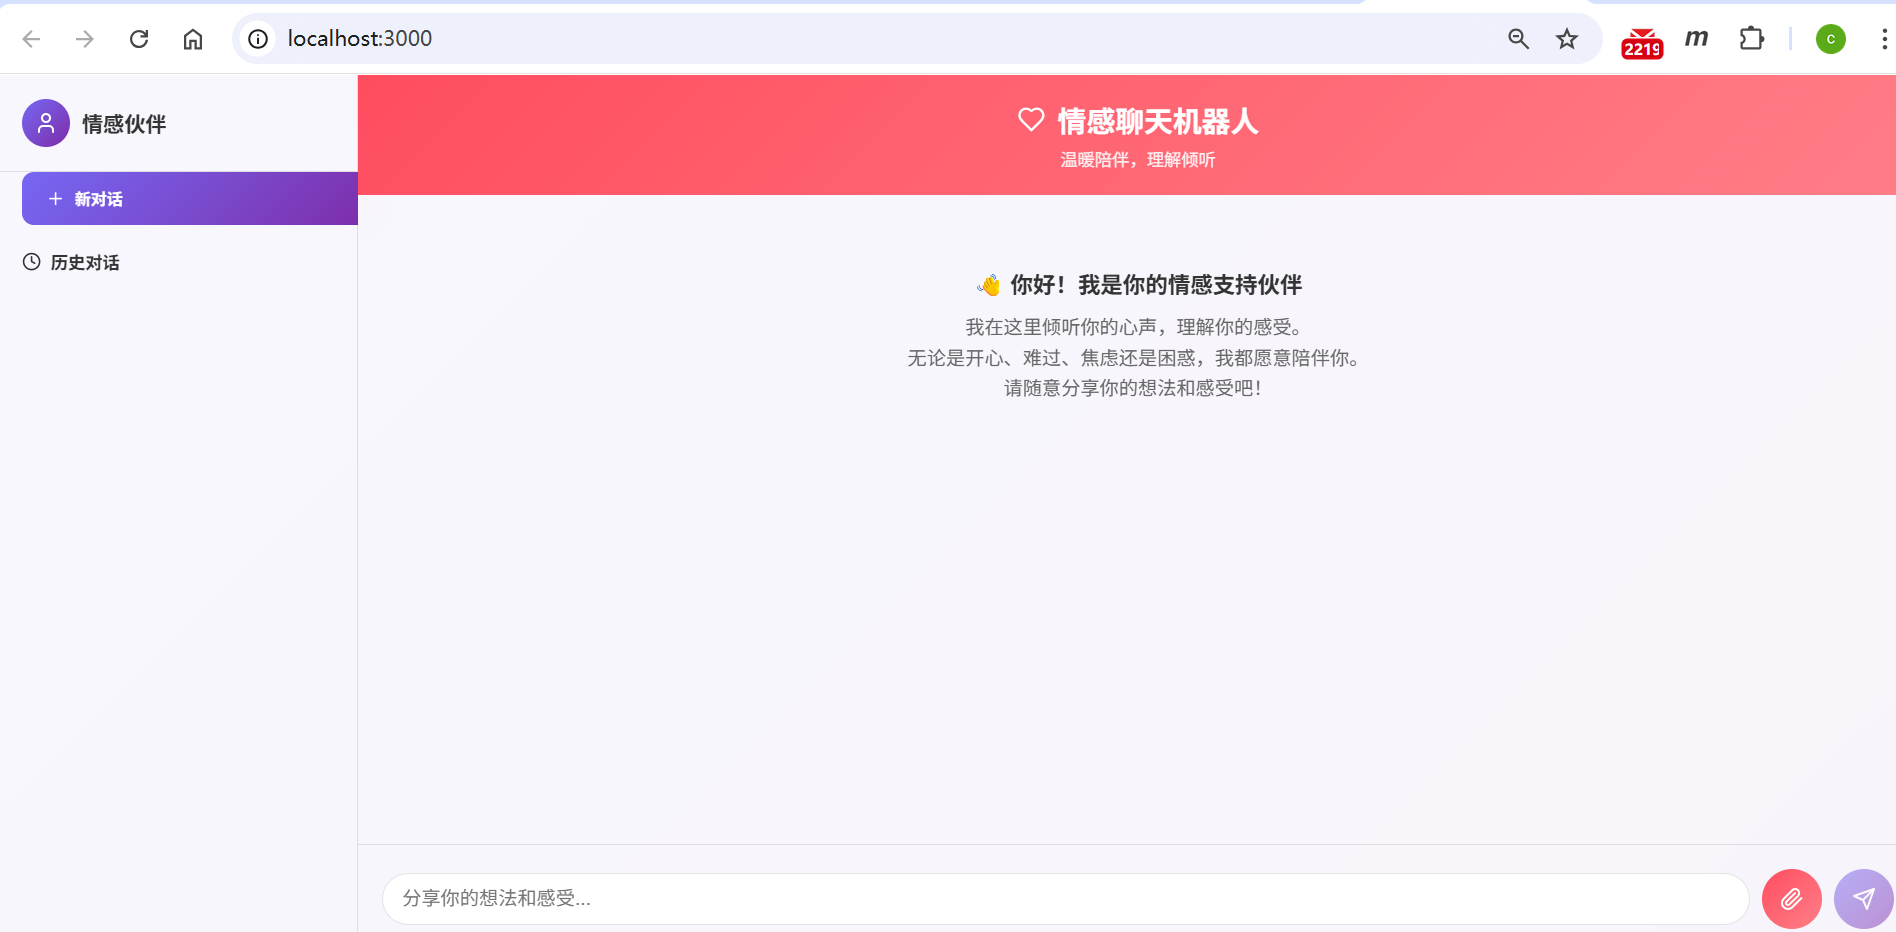 localhost:3000
2219
m
c
情感伙伴
新对话
历史对话
情感聊天机器人
温暖陪伴，理解倾听
你好！我是你的情感支持伙伴
我在这里倾听你的心声，理解你的感受。
无论是开心、难过、焦虑还是困惑，我都愿意陪伴你。
请随意分享你的想法和感受吧！
分享你的想法和感受...